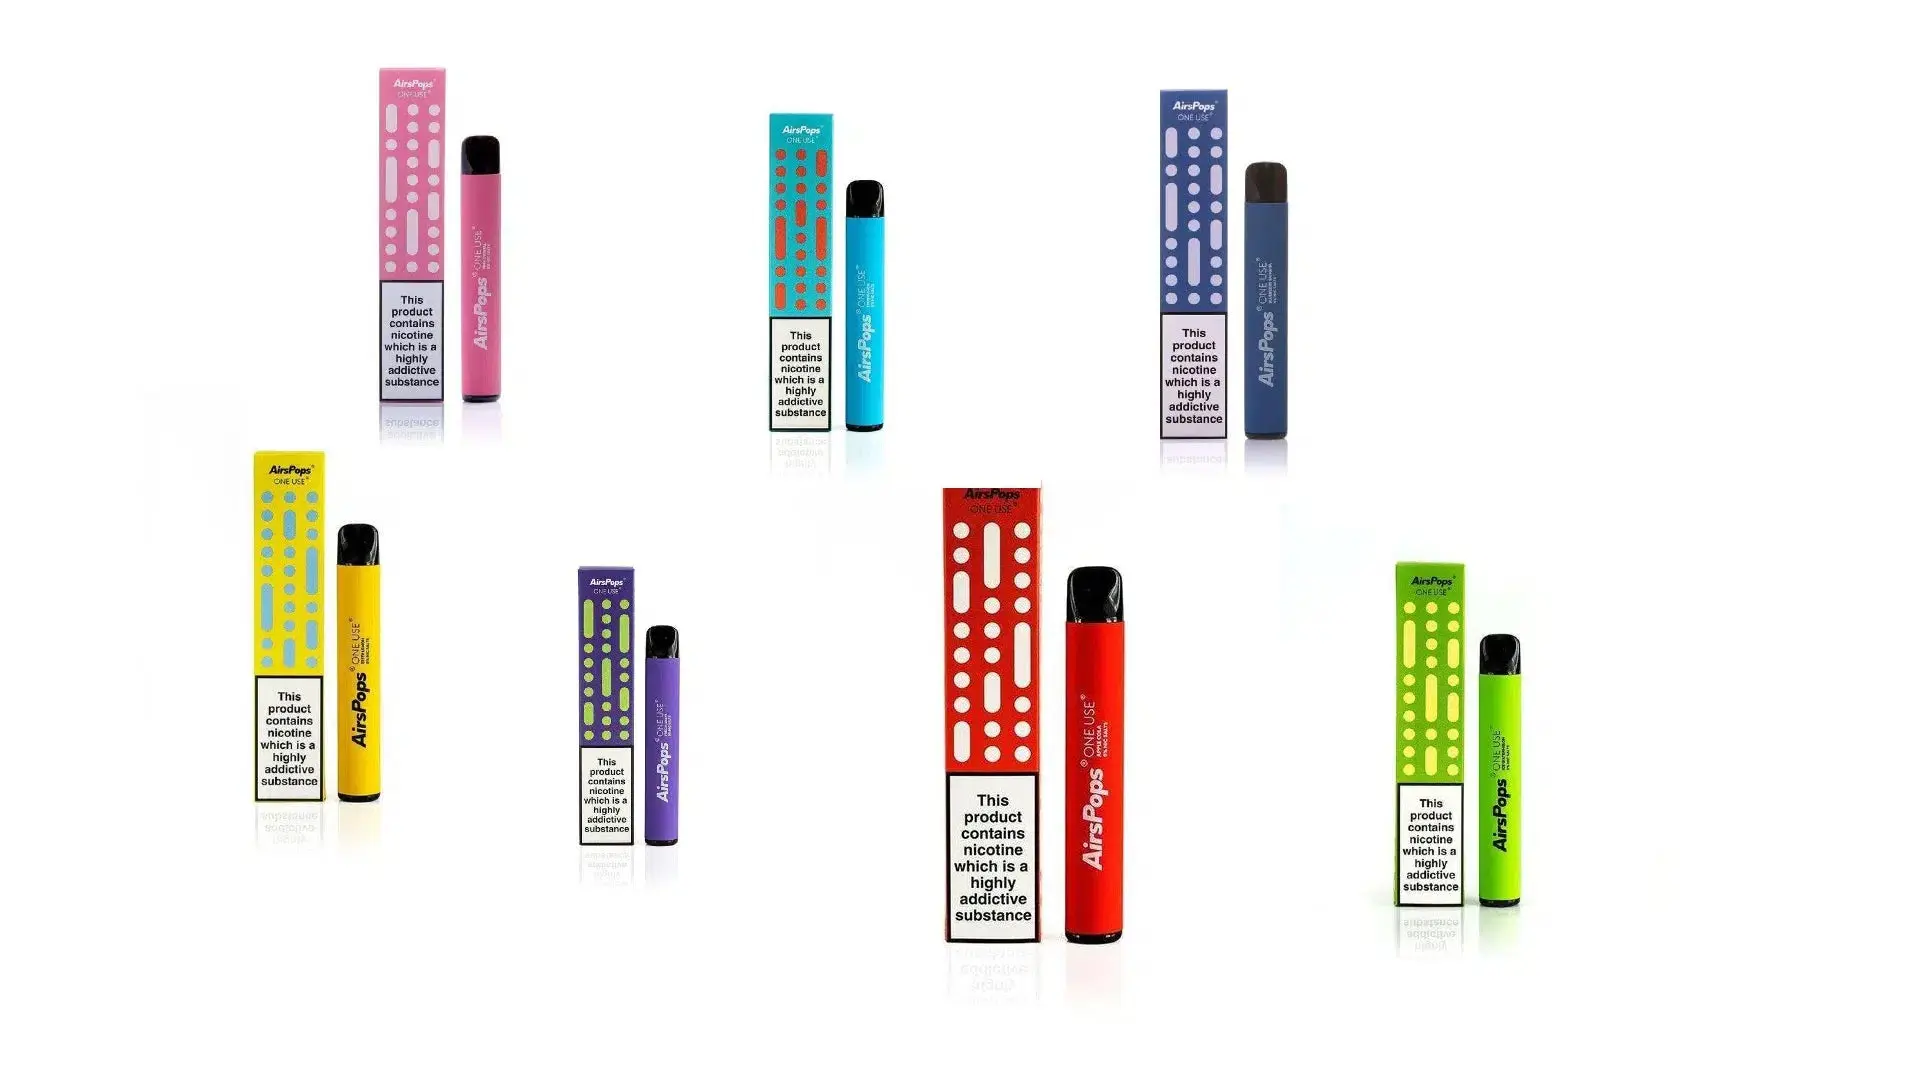 AirsPops®
ONE USE®
This
product
contains
nicotine
which is a
highly
addictive
substance
AirsPops® ONE USE®
AirsPops®
ONE USE®
This
product
contains
nicotine
which is a
highly
addictive
substance
AirsPops® ONE USE®
AirsPops®
ONE USE®
This
product
contains
nicotine
which is a
highly
addictive
substance
AirsPops® ONE USE®
AirsPops®
ONE USE®
This
product
contains
nicotine
which is a
highly
addictive
substance
AirsPops® ONE USE®
AirsPops®
ONE USE®
This
product
contains
nicotine
which is a
highly
addictive
substance
AirsPops® ONE USE®
AirsPops
ONE USE®
This
product
contains
nicotine
which is a
highly
addictive
substance
AirsPops® ONE USE®
APPLE COLA
5% NIC SALTS
AirsPops®
ONE USE®
This
product
contains
nicotine
which is a
highly
addictive
substance
AirsPops® ONE USE®